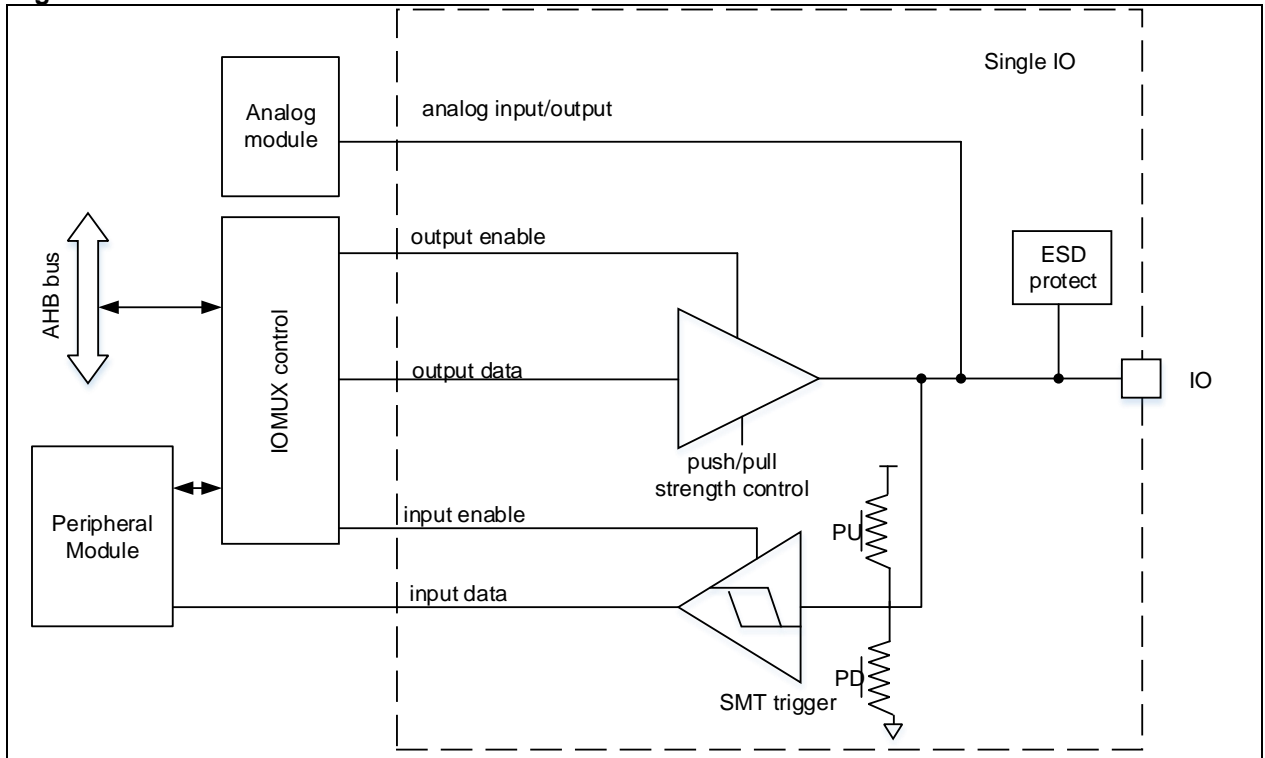 Single IO
Analog
module
analog input/output
output enable
ESD
protect
AHB bus
IOMUX control
output data
IO
push/pull
strength control
Peripheral
Module
input enable
PU
input data
PD
SMT trigger